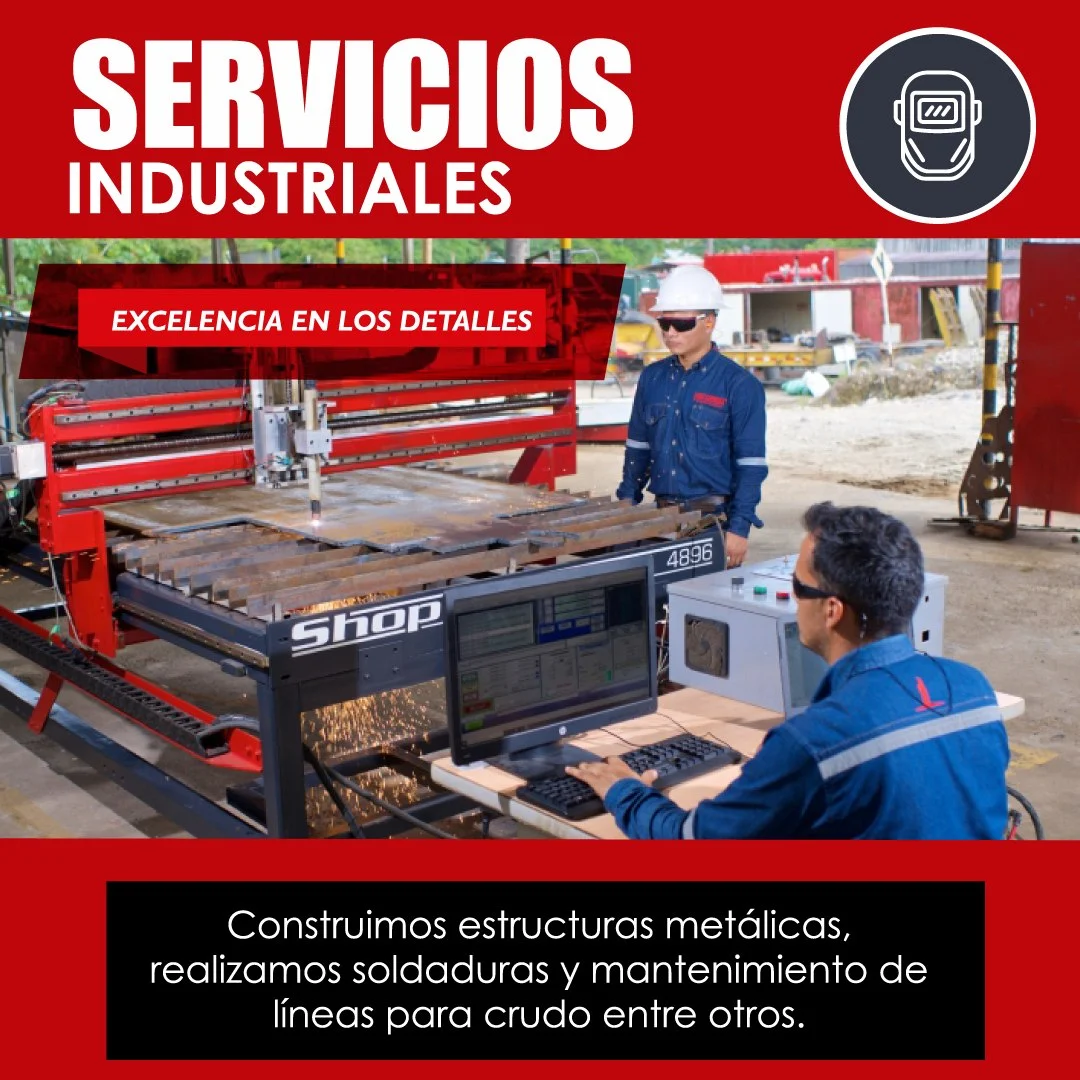 SERVICIOS
INDUSTRIALES
EXCELENCIA EN LOS DETALLES
4896
Shop
Construimos estructuras metálicas,
realizamos soldaduras y mantenimiento de
líneas para crudo entre otros.